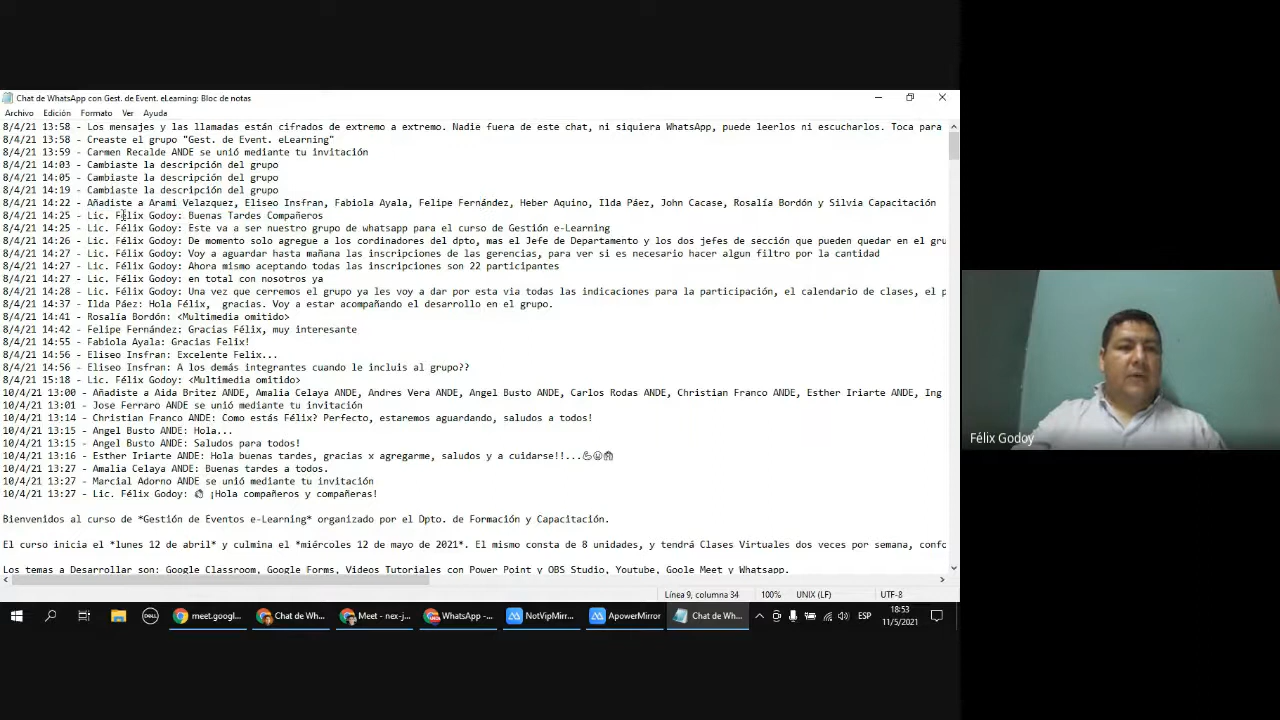 Chat de WhatsApp con Gest. de Event. eLearning: Bloc de notas
Archivo Edición Formato Ver Ayuda
8/4/21 13:58 - Los mensajes y las llamadas están cifrados de extremo a extremo. Nadie fuera de este chat, ni siquiera WhatsApp, puede leerlos ni escucharlos. Toca para
8/4/21 13:58 - Creaste el grupo "Gest. de Event. eLearning"
8/4/21 13:59 - Carmen Recalde ANDE se unió mediante tu invitación
8/4/21 14:03 - Cambiaste la descripción del grupo
8/4/21 14:05 - Cambiaste la descripción del grupo
8/4/21 14:19 - Cambiaste la descripción del grupo
8/4/21 14:22 - Añadiste a Arami Velazquez, Eliseo Insfran, Fabiola Ayala, Felipe Fernández, Heber Aquino, Ilda Páez, John Cacase, Rosalía Bordón y Silvia Capacitación
8/4/21 14:25 - Lic. Félix Godoy: Buenas Tardes Compañeros
8/4/21 14:25 - Lic. Félix Godoy: Este va a ser nuestro grupo de whatsapp para el curso de Gestión e-Learning
8/4/21 14:26 - Lic. Félix Godoy: De momento solo agregue a los cordinadores del dpto, mas el Jefe de Departamento y los dos jefes de sección que pueden quedar en el gru
8/4/21 14:27 - Lic. Félix Godoy: Voy a aguardar hasta mañana las inscripciones de las gerencias, para ver si es necesario hacer algun filtro por la cantidad
8/4/21 14:27 - Lic. Félix Godoy: Ahora mismo aceptando todas las inscripciones son 22 participantes
8/4/21 14:27 - Lic. Félix Godoy: en total con nosotros ya
8/4/21 14:28 - Lic. Félix Godoy: Una vez que cerremos el grupo ya les voy a dar por esta via todas las indicaciones para la participación, el calendario de clases, el p
8/4/21 14:37 - Ilda Páez: Hola Félix,  gracias. Voy a estar acompañando el desarrollo en el grupo.
8/4/21 14:41 - Rosalía Bordón: <Multimedia omitido>
8/4/21 14:42 - Felipe Fernández: Gracias Félix, muy interesante
8/4/21 14:55 - Fabiola Ayala: Gracias Felix!
8/4/21 14:56 - Eliseo Insfran: Excelente Felix...
8/4/21 14:56 - Eliseo Insfran: A los demás integrantes cuando le incluis al grupo??
8/4/21 15:18 - Lic. Félix Godoy: <Multimedia omitido>
10/4/21 13:00 - Añadiste a Aida Britez ANDE, Amalia Celaya ANDE, Andres Vera ANDE, Angel Busto ANDE, Carlos Rodas ANDE, Christian Franco ANDE, Esther Iriarte ANDE, Ing
10/4/21 13:01 - Jose Ferraro ANDE se unió mediante tu invitación
10/4/21 13:14 - Christian Franco ANDE: Como estás Félix? Perfecto, estaremos aguardando, saludos a todos!
10/4/21 13:15 - Angel Busto ANDE: Hola...
10/4/21 13:15 - Angel Busto ANDE: Saludos para todos!
10/4/21 13:16 - Esther Iriarte ANDE: Hola buenas tardes, gracias x agregarme, saludos y a cuidarse!!...
10/4/21 13:27 - Amalia Celaya ANDE: Buenas tardes a todos.
10/4/21 13:27 - Marcial Adorno ANDE se unió mediante tu invitación
10/4/21 13:27 - Lic. Félix Godoy: ¡Hola compañeros y compañeras!
Bienvenidos al curso de *Gestión de Eventos e-Learning* organizado por el Dpto. de Formación y Capacitación.
El curso inicia el *lunes 12 de abril* y culmina el *miércoles 12 de mayo de 2021*. El mismo consta de 8 unidades, y tendrá Clases Virtuales dos veces por semana, confo
Los temas a Desarrollar son: Google Classroom, Google Forms, Videos Tutoriales con Power Point y OBS Studio, Youtube, Goole Meet y Whatsapp.
Línea 9, columna 34 100% UNIX (LF) UTF-8
meet.googl... Chat de Wh... Meet - nex-j... WhatsApp -... NotVipMirr... ApowerMirror Chat de Wh... ESP 18:53
11/5/2021
Félix Godoy